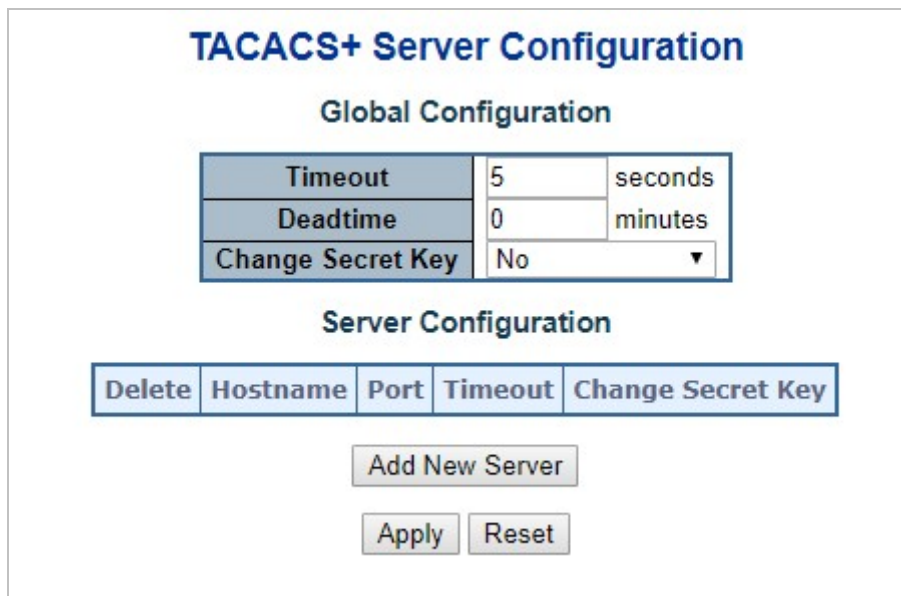 TACACS+ Server Configuration
Global Configuration
Timeout 5 seconds
Deadtime 0 minutes
Change Secret Key No
Server Configuration
Delete Hostname Port Timeout Change Secret Key
Add New Server
Apply Reset